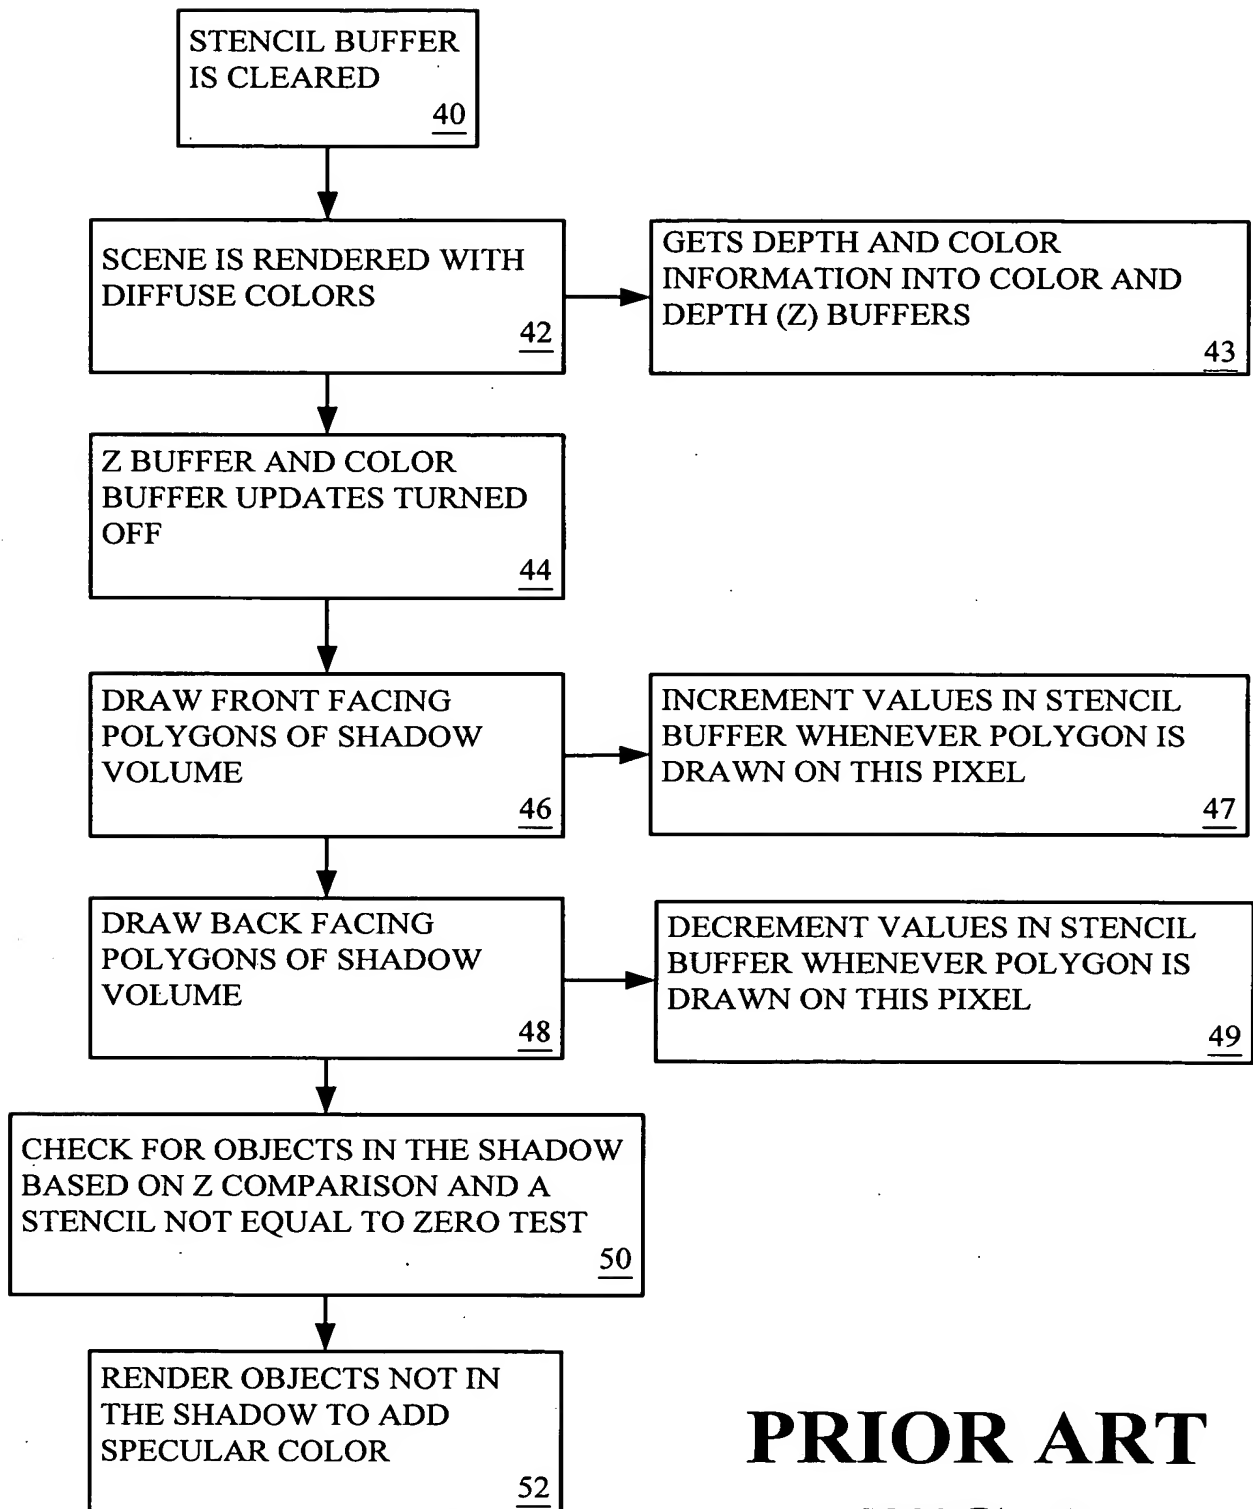 STENCIL BUFFER
IS CLEARED
40
SCENE IS RENDERED WITH
DIFFUSE COLORS
42
GETS DEPTH AND COLOR
INFORMATION INTO COLOR AND
DEPTH (Z) BUFFERS
43
Z BUFFER AND COLOR
BUFFER UPDATES TURNED
OFF
44
DRAW FRONT FACING
POLYGONS OF SHADOW
VOLUME
46
INCREMENT VALUES IN STENCIL
BUFFER WHENEVER POLYGON IS
DRAWN ON THIS PIXEL
47
DRAW BACK FACING
POLYGONS OF SHADOW
VOLUME
48
DECREMENT VALUES IN STENCIL
BUFFER WHENEVER POLYGON IS
DRAWN ON THIS PIXEL
49
CHECK FOR OBJECTS IN THE SHADOW
BASED ON Z COMPARISON AND A
STENCIL NOT EQUAL TO ZERO TEST
50
RENDER OBJECTS NOT IN
THE SHADOW TO ADD
SPECULAR COLOR
52
PRIOR ART